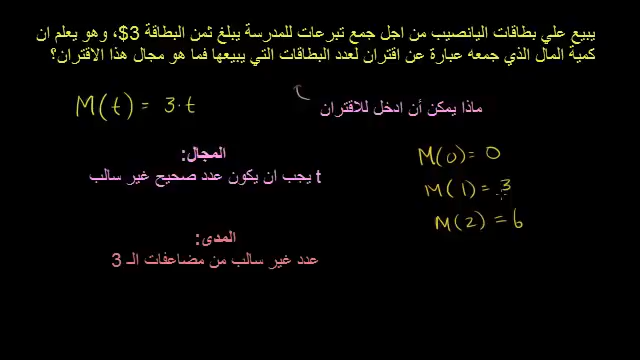 يبيع علي بطاقات اليانصيب من اجل جمع تبرعات للمدرسة يبلغ ثمن البطاقة 3$، وهو يعلم ان
كمية المال الذي جمعه عبارة عن اقتران لعدد البطاقات التي يبيعها فما هو مجال هذا الاقتران؟
ماذا يمكن أن ادخل للاقتران
M(t) = 3·t
المجال:
t يجب ان يكون عدد صحيح غير سالب
M(0)=0
M(1)=3
M(2)=6
المدى:
عدد غير سالب من مضاعفات الـ 3